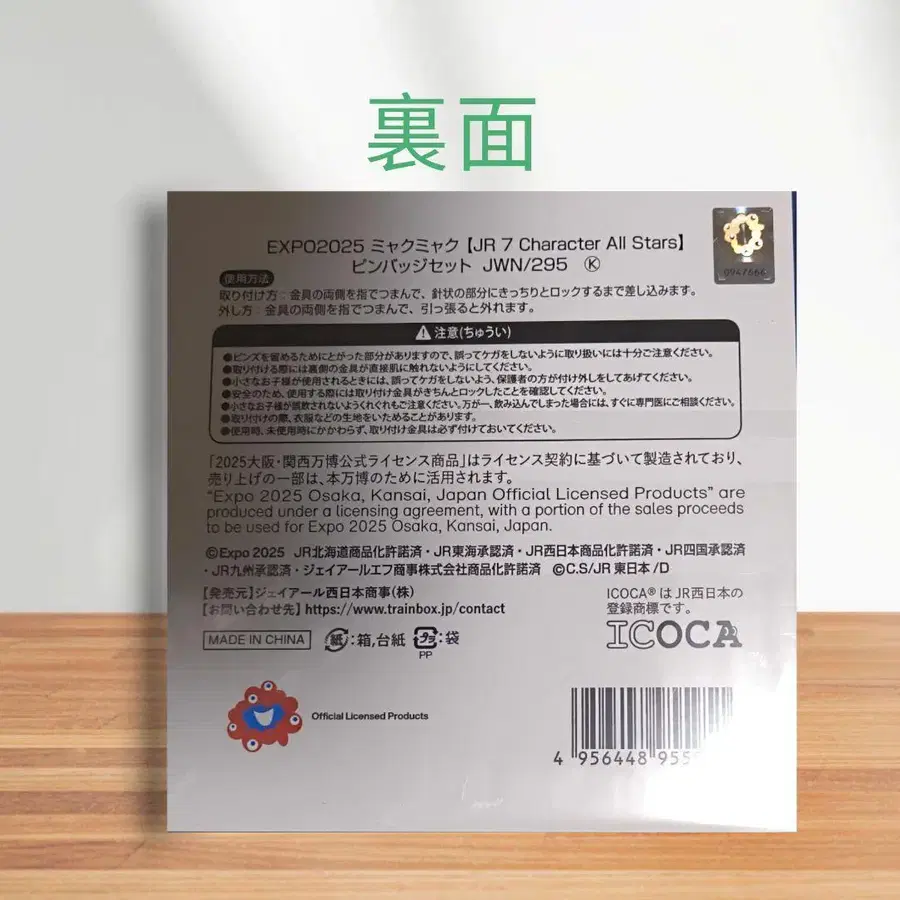 裏面
EXPO2025 ミャクミャク【JR 7 Character All Stars】
ピンバッジセット JWN/295 Ⓚ
使用方法
取り付け方:金具の両側を指でつまんで、針状の部分にきっちりとロックするまで差し込みます。
外し方:金具の両側を指でつまんで、引っ張ると外れます。
⚠注意(ちゅうい)
●ピンズを留めるためにとがった部分がありますので、誤ってケガをしないように取り扱いには十分ご注意ください。
●取り付ける際には裏側の金具が直接肌に触れないようにしてください。
●小さなお子様が使用されるときには、誤ってケガをしないよう、保護者の方が付け外しをしてあげてください。
●安全のため、使用する際には取り付け金具がきちんとロックしたことを確認してください。
●小さなお子様が誤飲されないようくれぐれもご注意ください。万が一、飲み込んでしまった場合には、すぐに専門医にご相談ください。
●取り付けの際、衣服などの生地をいためることがあります。
●使用時、未使用時にかかわらず、取り付け金具は必ず付けておいてください。
「2025大阪・関西万博公式ライセンス商品」はライセンス契約に基づいて製造されており、
売り上げの一部は、本万博のために活用されます。
“Expo 2025 Osaka, Kansai, Japan Official Licensed Products” are
produced under a licensing agreement, with a portion of the sales proceeds
to be used for Expo 2025 Osaka, Kansai, Japan.
©Expo 2025 JR北海道商品化許諾済・JR東海承認済・JR西日本商品化許諾済・JR四国承認済
・JR九州承認済・ジェイアールエフ商事株式会社商品化許諾済 ©C.S/JR東日本/D
【発売元】ジェイアール西日本商事(株)
【お問い合わせ先】https://www.trainbox.jp/contact
ICOCA®はJR西日本の
登録商標です。
ICOCA
MADE IN CHINA
紙:箱,台紙 プラ:袋
PP
Official Licensed Products
4 956448 955